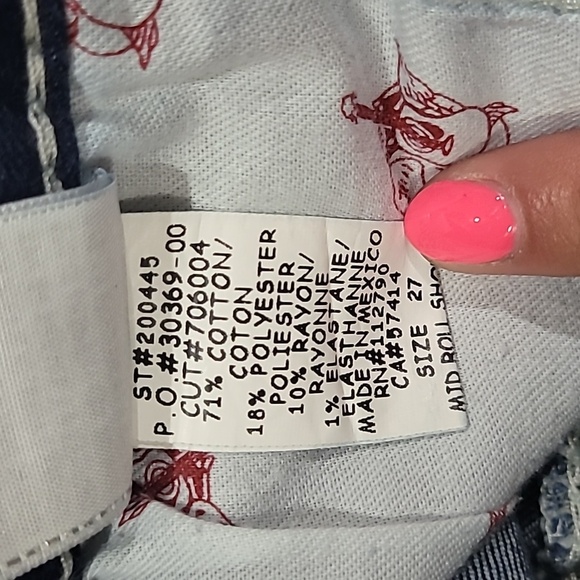 ST#200445
P.O.#30369-00
CUT#706004
71% COTTON/
COTON
18% POLYESTER
POLIESTER
10% RAYON/
RAYONNE
1% ELASTANE/
ELASTHANNE
MADE IN MEXICO
RN#112790
CA#57414
SIZE 27
MID ROLL SHO